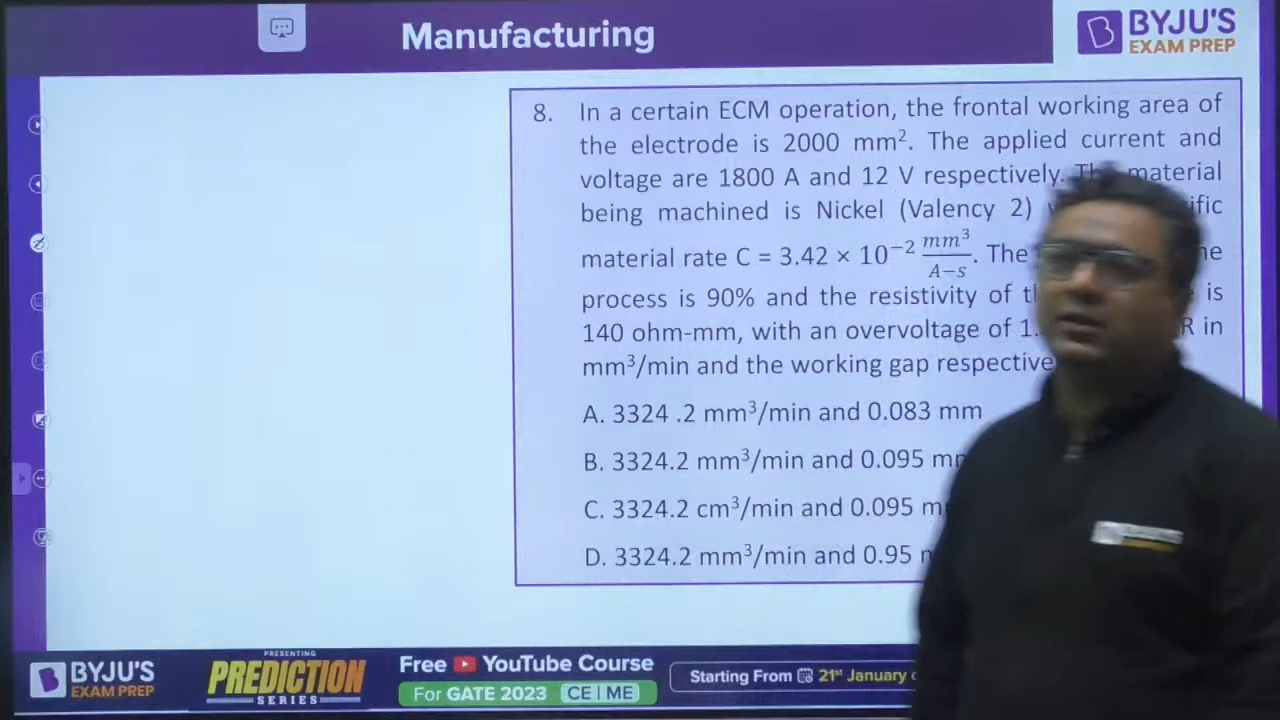 Manufacturing
BYJU'S
EXAM PREP
8. In a certain ECM operation, the frontal working area of
the electrode is 2000 mm². The applied current and
voltage are 1800 A and 12 V respectively. material
being machined is Nickel (Valency 2)
material rate C = 3.42 × 10⁻² mm³/A−s. The
process is 90% and the resistivity of is
140 ohm-mm, with an overvoltage of 1. in
mm³/min and the working gap
A. 3324 .2 mm³/min and 0.083 mm
B. 3324.2 mm³/min and 0.095
C. 3324.2 cm³/min and 0.095
D. 3324.2 mm³/min and 0.95
BYJU'S
EXAM PREP
PRESENTING
PREDICTION
SERIES
Free YouTube Course
For GATE 2023 CE | ME
Starting From 21st January